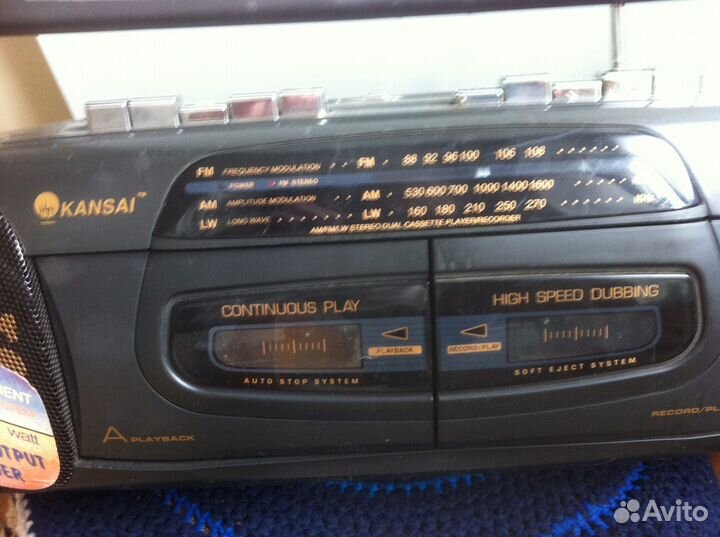 FM FREQUENCY MODULATION FM 88 92 96 100 106 108
POWER FM STEREO
AM AMPLITUDE MODULATION AM 530 600 700 1000 1400 1600
LW LONG WAVE LW 160 180 210 250 270
AM/FM/LW STEREO DUAL CASSETTE PLAYER/RECORDER
KANSAI TM
CONTINUOUS PLAY
PLAYBACK
AUTO STOP SYSTEM
A PLAYBACK
HIGH SPEED DUBBING
RECORD/PLAY
SOFT EJECT SYSTEM
RECORD/PL
watt
Avito